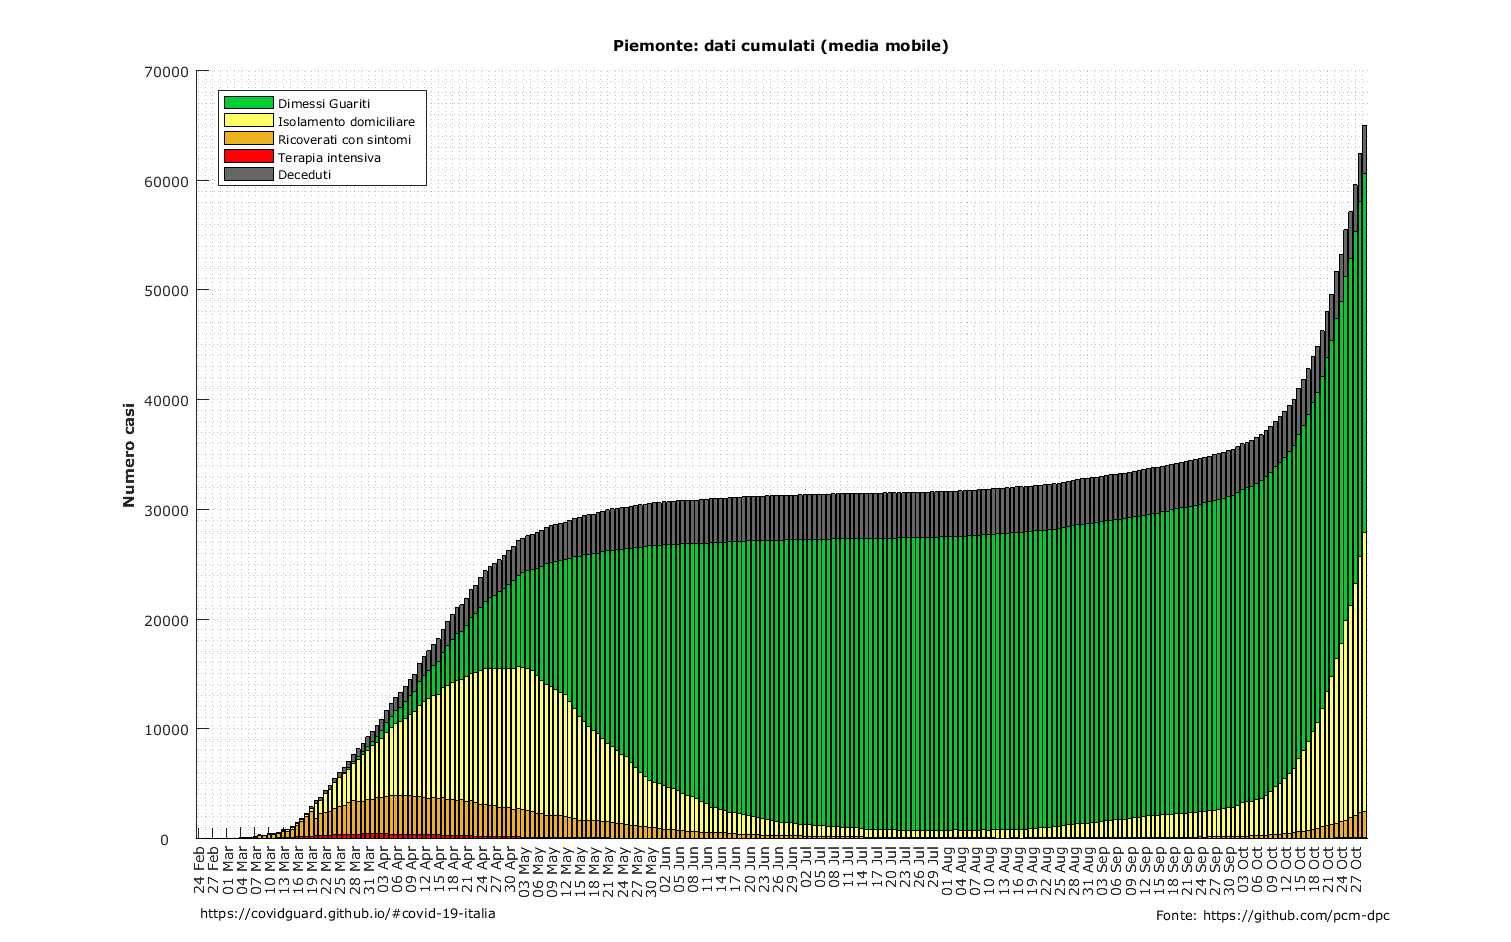 Piemonte: dati cumulati (media mobile)
Numero casi
70000
60000
50000
40000
30000
20000
10000
0
Dimessi Guariti
Isolamento domiciliare
Ricoverati con sintomi
Terapia intensiva
Deceduti
24 Feb
27 Feb
01 Mar
04 Mar
07 Mar
10 Mar
13 Mar
16 Mar
19 Mar
22 Mar
25 Mar
28 Mar
31 Mar
03 Apr
06 Apr
09 Apr
12 Apr
15 Apr
18 Apr
21 Apr
24 Apr
27 Apr
30 Apr
03 May
06 May
09 May
12 May
15 May
18 May
21 May
24 May
27 May
30 May
02 Jun
05 Jun
08 Jun
11 Jun
14 Jun
17 Jun
20 Jun
23 Jun
26 Jun
29 Jun
02 Jul
05 Jul
08 Jul
11 Jul
14 Jul
17 Jul
20 Jul
23 Jul
26 Jul
29 Jul
01 Aug
04 Aug
07 Aug
10 Aug
13 Aug
16 Aug
19 Aug
22 Aug
25 Aug
28 Aug
31 Aug
03 Sep
06 Sep
09 Sep
12 Sep
15 Sep
18 Sep
21 Sep
24 Sep
27 Sep
30 Sep
03 Oct
06 Oct
09 Oct
12 Oct
15 Oct
18 Oct
21 Oct
24 Oct
27 Oct
https://covidguard.github.io/#covid-19-italia
Fonte: https://github.com/pcm-dpc